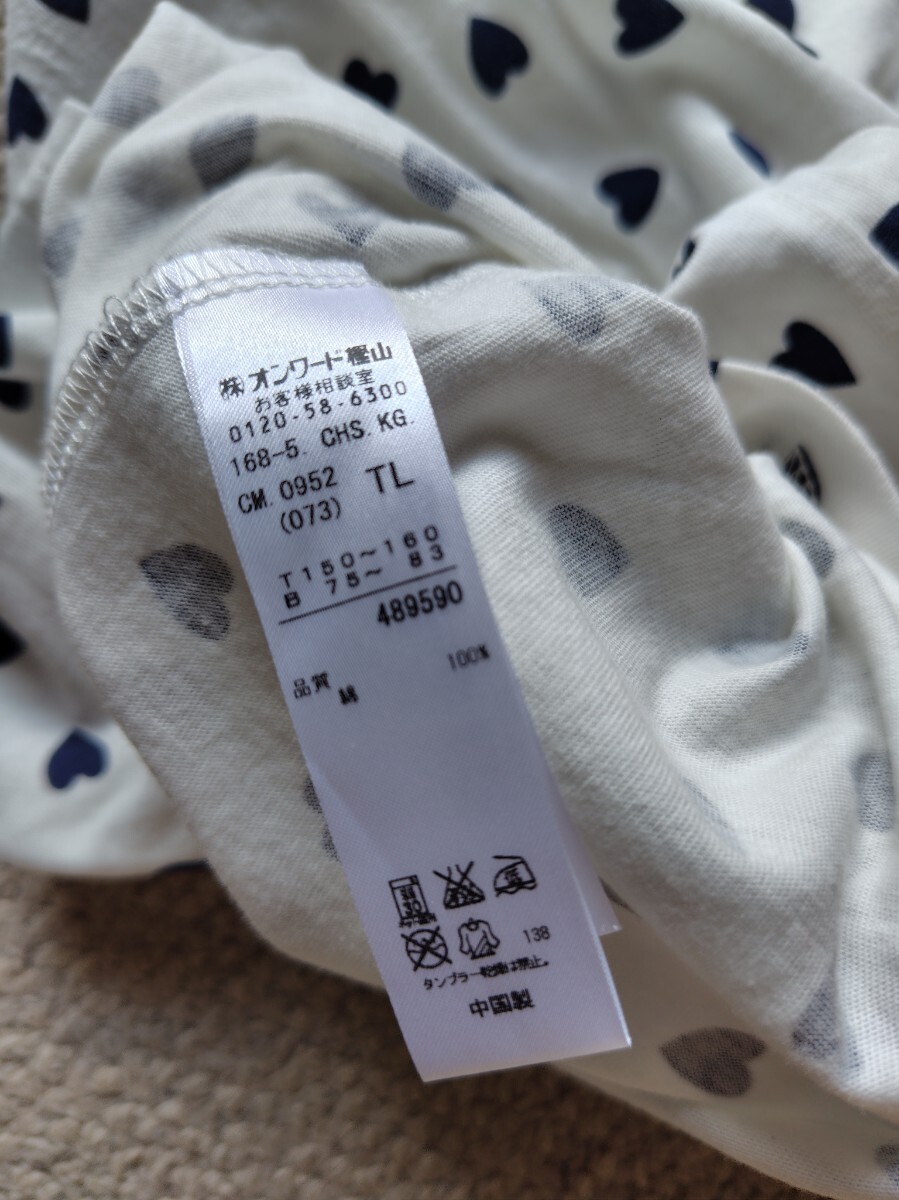 ㈱オンワード樫山
お客様相談室
0120-58-6300
168-5. CHS. KG.
CM. 0952 TL
(073)
T 150～160
B 75～ 83
489590
品質
綿 100%
138
タンブラー乾燥は禁止。
中国製